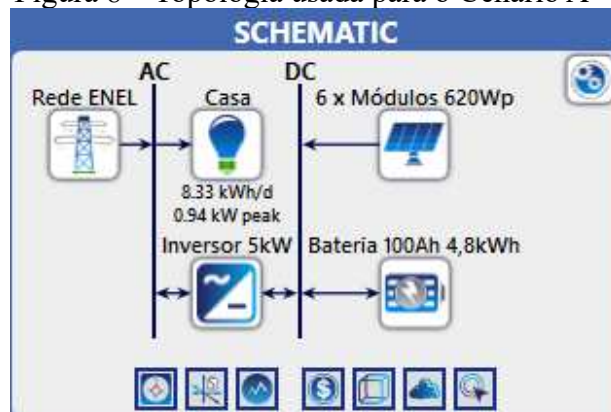 Figura 6 – Topologia usada para o Cenário A
SCHEMATIC
AC DC
Rede ENEL Casa 6 x Módulos 620Wp
8.33 kWh/d
0.94 kW peak
Inversor 5kW Bateria 100Ah 4,8kWh